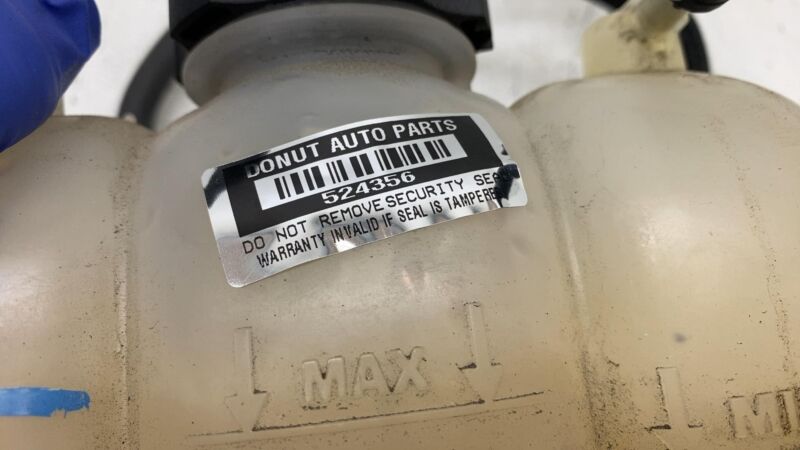 DONUT AUTO PARTS
524356
DO NOT REMOVE SECURITY
WARRANTY INVALID IF SEAL IS
MAX